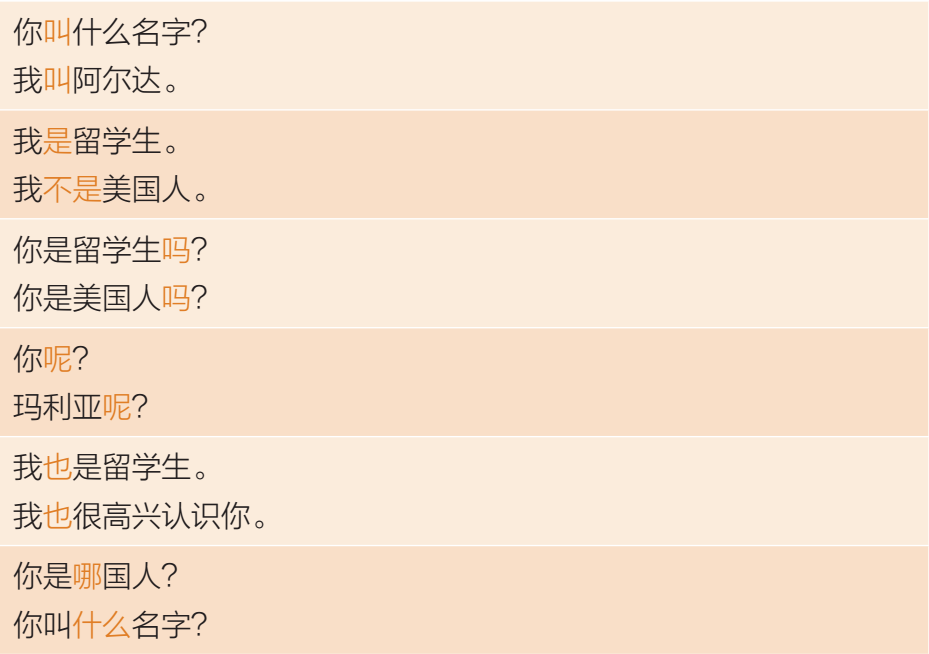 你叫什么名字?
我叫阿尔达。
我是留学生。
我不是美国人。
你是留学生吗?
你是美国人吗?
你呢?
玛利亚呢?
我也是留学生。
我也很高兴认识你。
你是哪国人?
你叫什么名字?